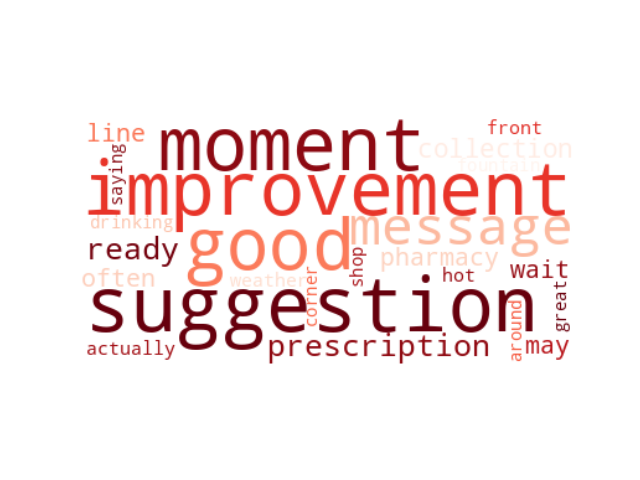 front
line
moment
collection
saying
fountain
improvement
drinking
good
message
ready
shop
pharmacy
often
weather
corner
hot
wait
suggestion
great
around
actually
prescription
may